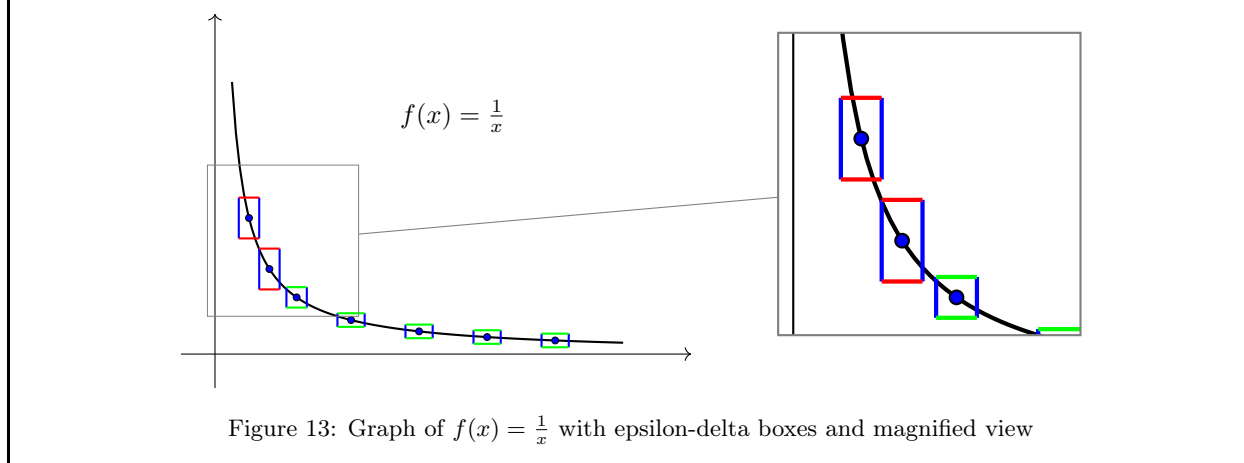 f(x) = 1/x
Figure 13: Graph of f(x) = 1/x with epsilon-delta boxes and magnified view